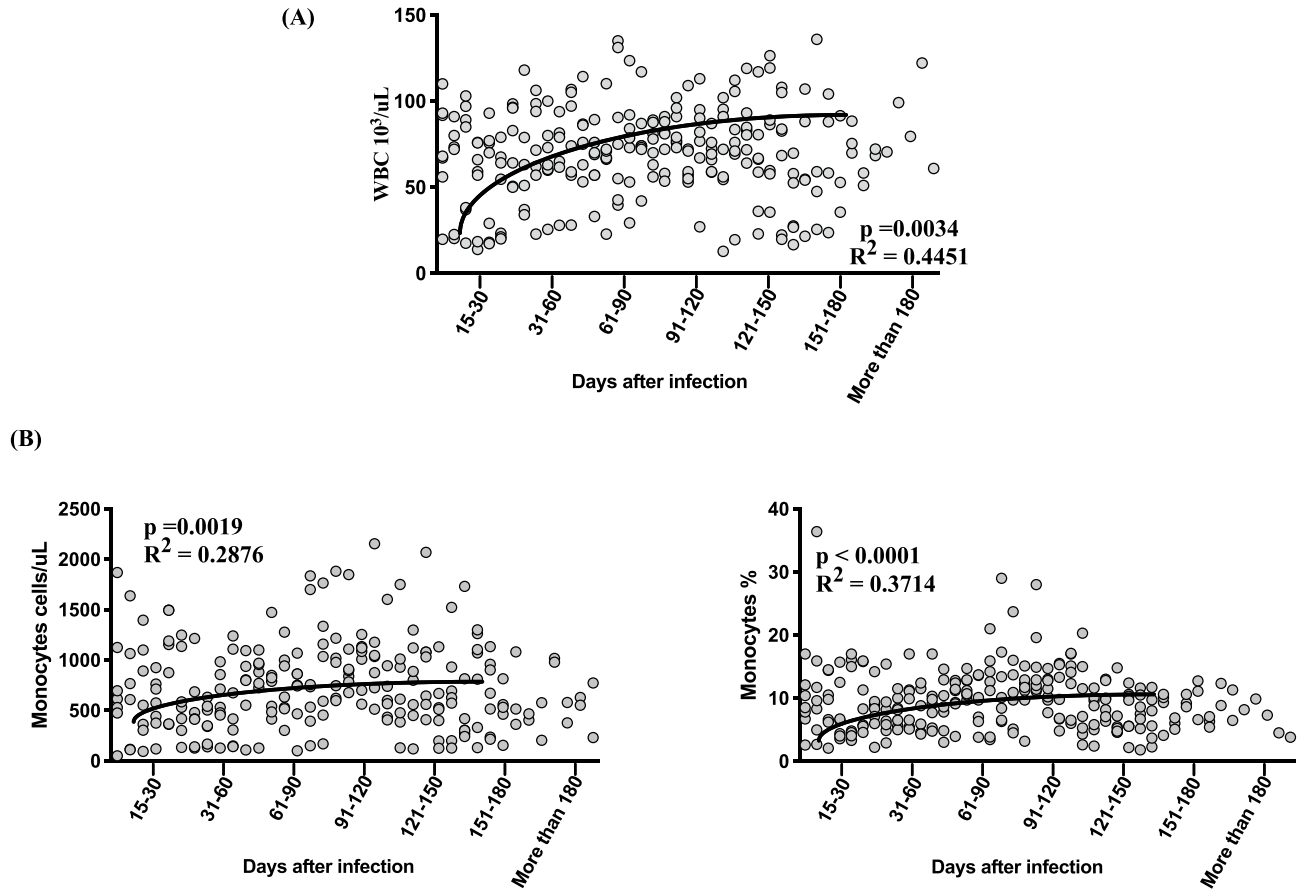 (A)
WBC 10³/uL
150
100
50
0
p =0.0034
R² = 0.4451
15-30
31-60
61-90
91-120
121-150
151-180
More than 180
Days after infection
(B)
Monocytes cells/uL
2500
2000
1500
1000
500
0
p =0.0019
R² = 0.2876
15-30
31-60
61-90
91-120
121-150
151-180
More than 180
Days after infection
Monocytes %
40
30
20
10
0
p < 0.0001
R² = 0.3714
15-30
31-60
61-90
91-120
121-150
151-180
More than 180
Days after infection